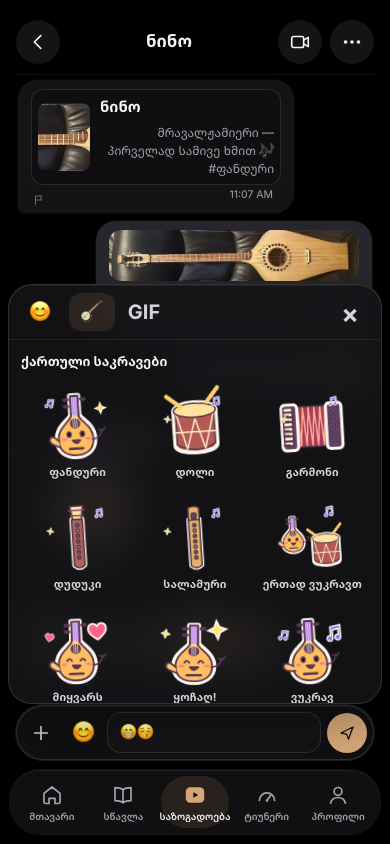 ნინო
ნინო
მრავალჟამიერი —
პირველად სამივე ხმით 🎶
#ფანდური
11:07 AM
GIF
ქართული საკრავები
ფანდური
დოლი
გარმონი
დუდუკი
სალამური
ერთად ვუკრავთ
მიყვარს
ყოჩაღ!
ვუკრავ
😁😚
მთავარი
სწავლა
საზოგადოება
ტიუნერი
პროფილი